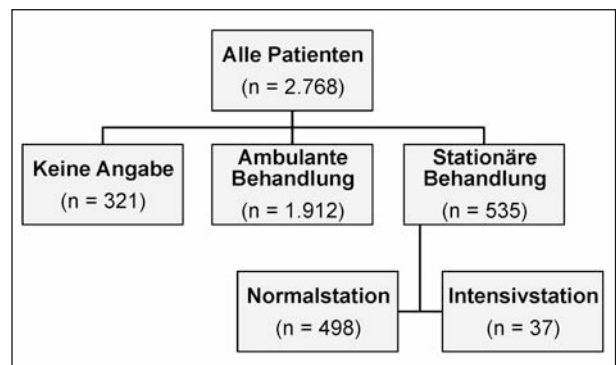 Alle Patienten
(n = 2.768)
Keine Angabe
(n = 321)
Ambulante
Behandlung
(n = 1.912)
Stationäre
Behandlung
(n = 535)
Normalstation
(n = 498)
Intensivstation
(n = 37)